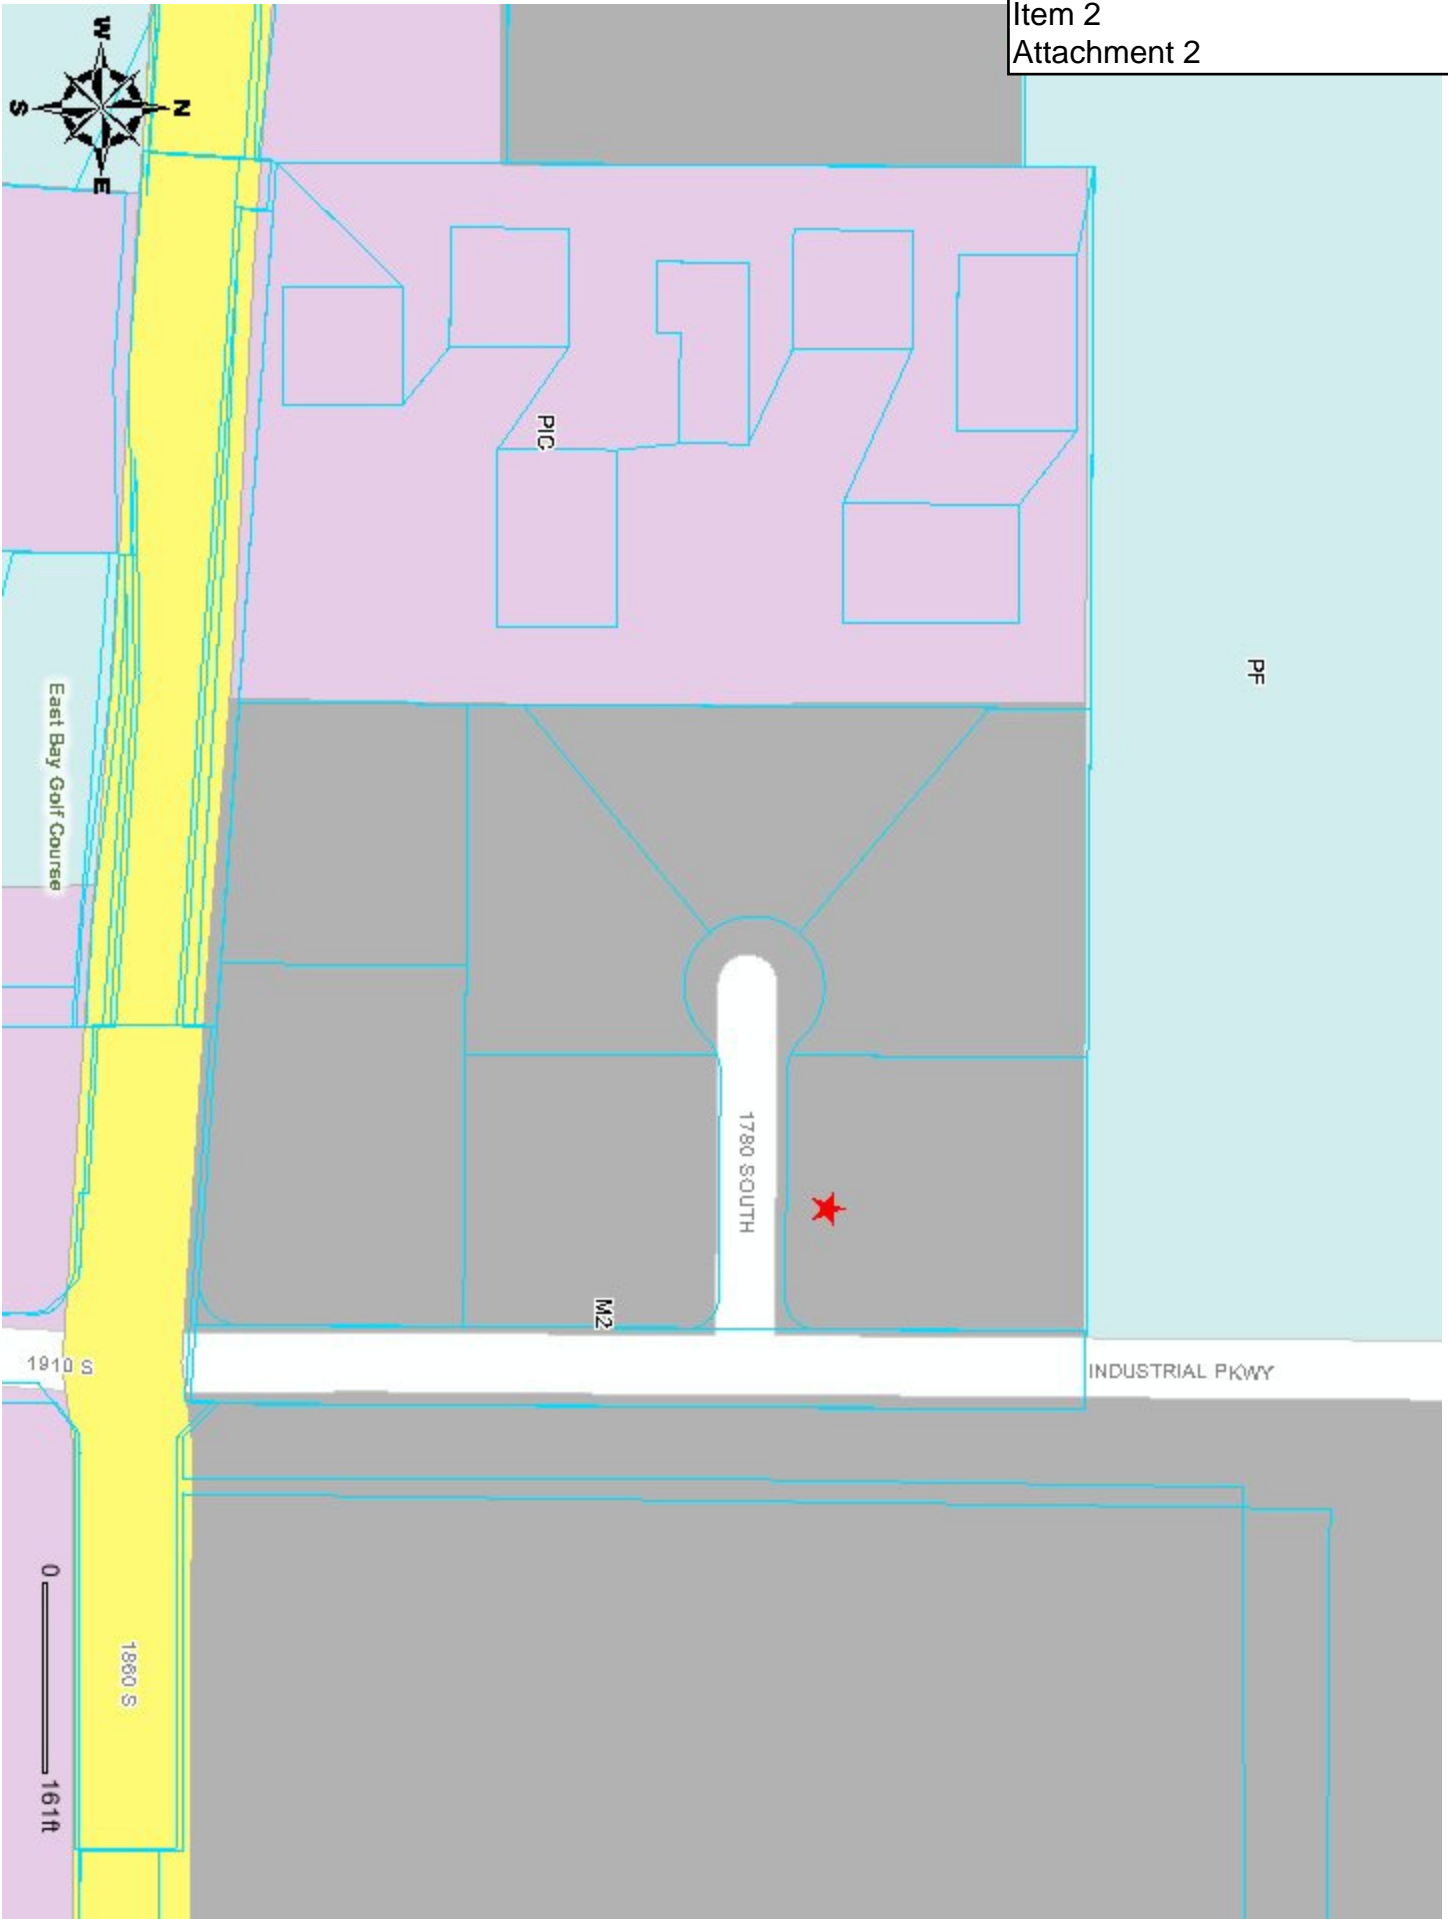 Item 2
Attachment 2
W
N
S
E
PIC
PF
East Bay Golf Course
1780 SOUTH
M2
1910 S
INDUSTRIAL PKWY
1860 S
0
161ft